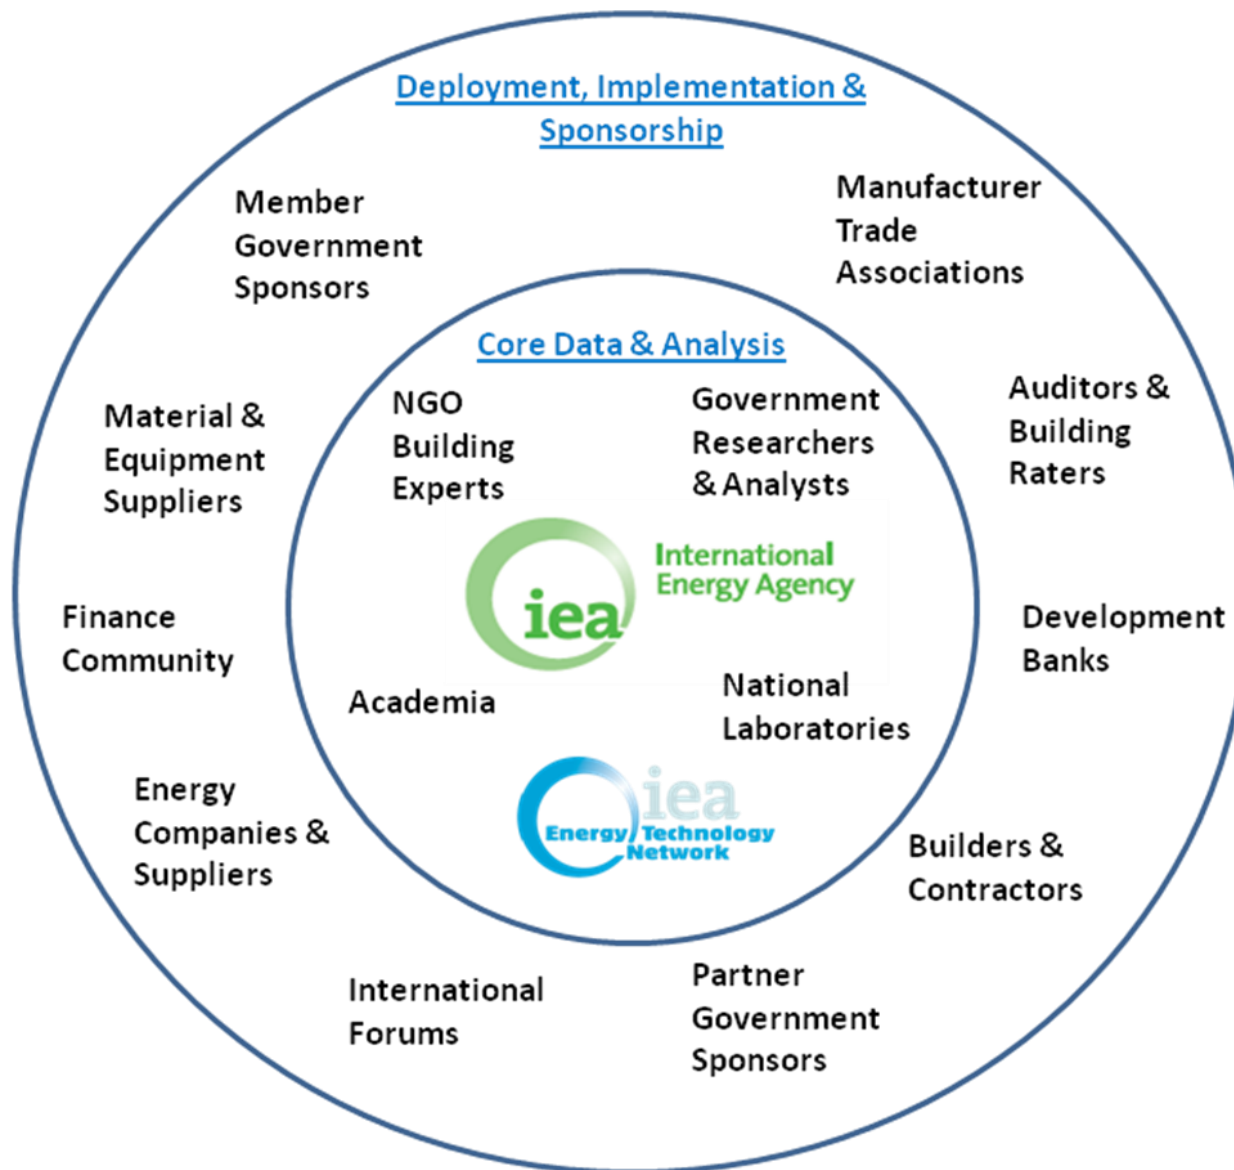 Deployment, Implementation &
Sponsorship
Member
Government
Sponsors
Manufacturer
Trade
Associations
Core Data & Analysis
Material &
Equipment
Suppliers
NGO
Building
Experts
Government
Researchers
& Analysts
Auditors &
Building
Raters
iea
International
Energy Agency
Finance
Community
Development
Banks
Academia
National
Laboratories
iea
Energy Technology
Network
Energy
Companies &
Suppliers
Builders &
Contractors
International
Forums
Partner
Government
Sponsors